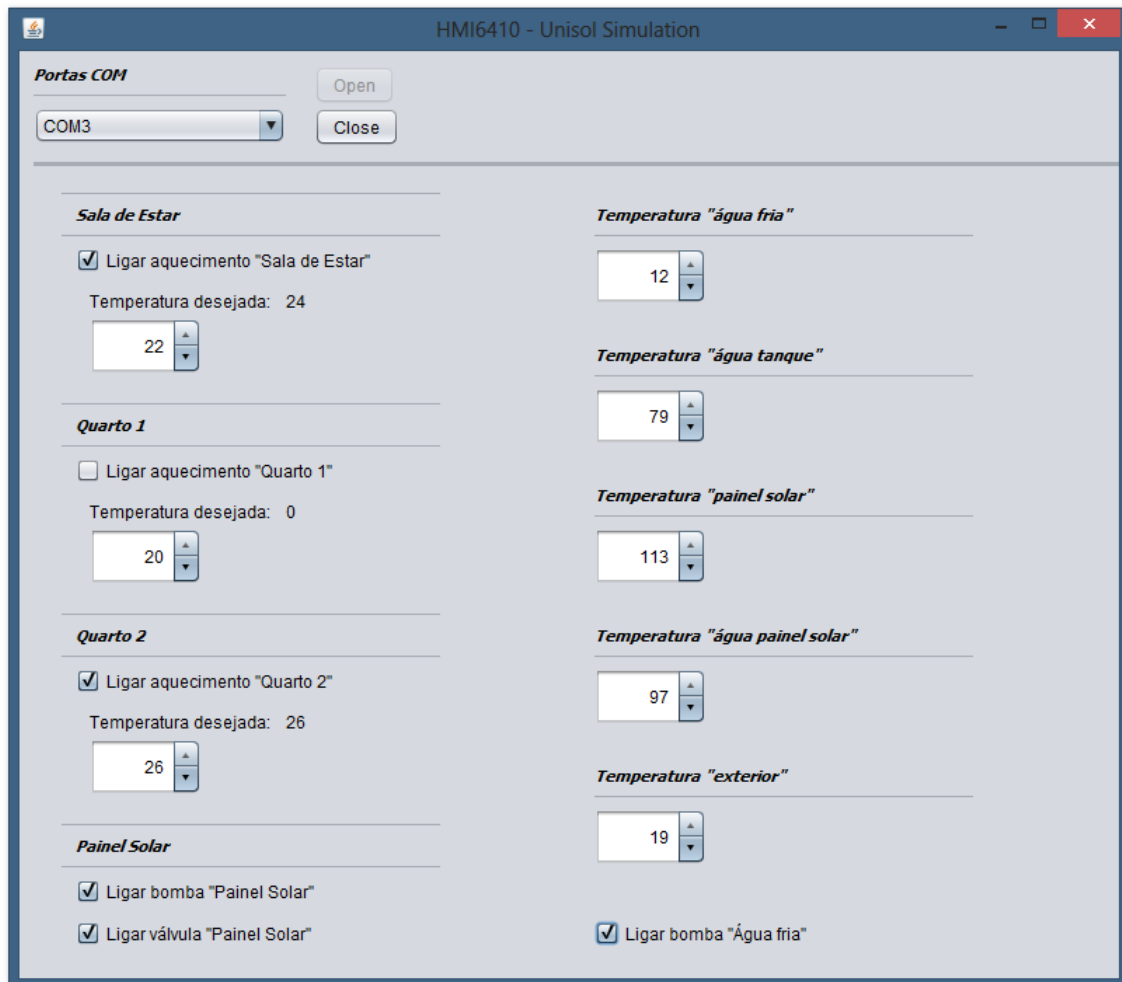 HMI6410 - Unisol Simulation
Portas COM
Open
COM3
Close
Sala de Estar
Ligar aquecimento "Sala de Estar"
Temperatura desejada: 24
22
Quarto 1
Ligar aquecimento "Quarto 1"
Temperatura desejada: 0
20
Quarto 2
Ligar aquecimento "Quarto 2"
Temperatura desejada: 26
26
Painel Solar
Ligar bomba "Painel Solar"
Ligar válvula "Painel Solar"
Temperatura "água fria"
12
Temperatura "água tanque"
79
Temperatura "painel solar"
113
Temperatura "água painel solar"
97
Temperatura "exterior"
19
Ligar bomba "Água fria"